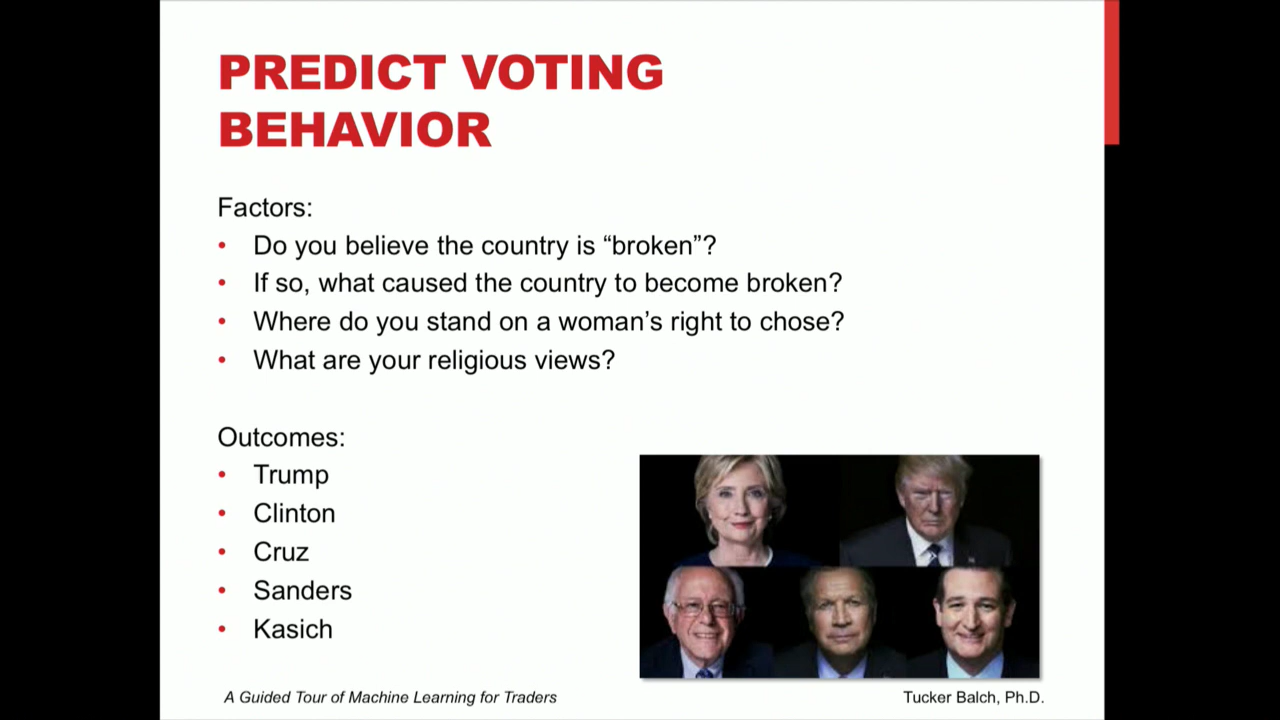 PREDICT VOTING
BEHAVIOR
Factors:
• Do you believe the country is “broken”?
• If so, what caused the country to become broken?
• Where do you stand on a woman’s right to chose?
• What are your religious views?
Outcomes:
• Trump
• Clinton
• Cruz
• Sanders
• Kasich
A Guided Tour of Machine Learning for Traders
Tucker Balch, Ph.D.